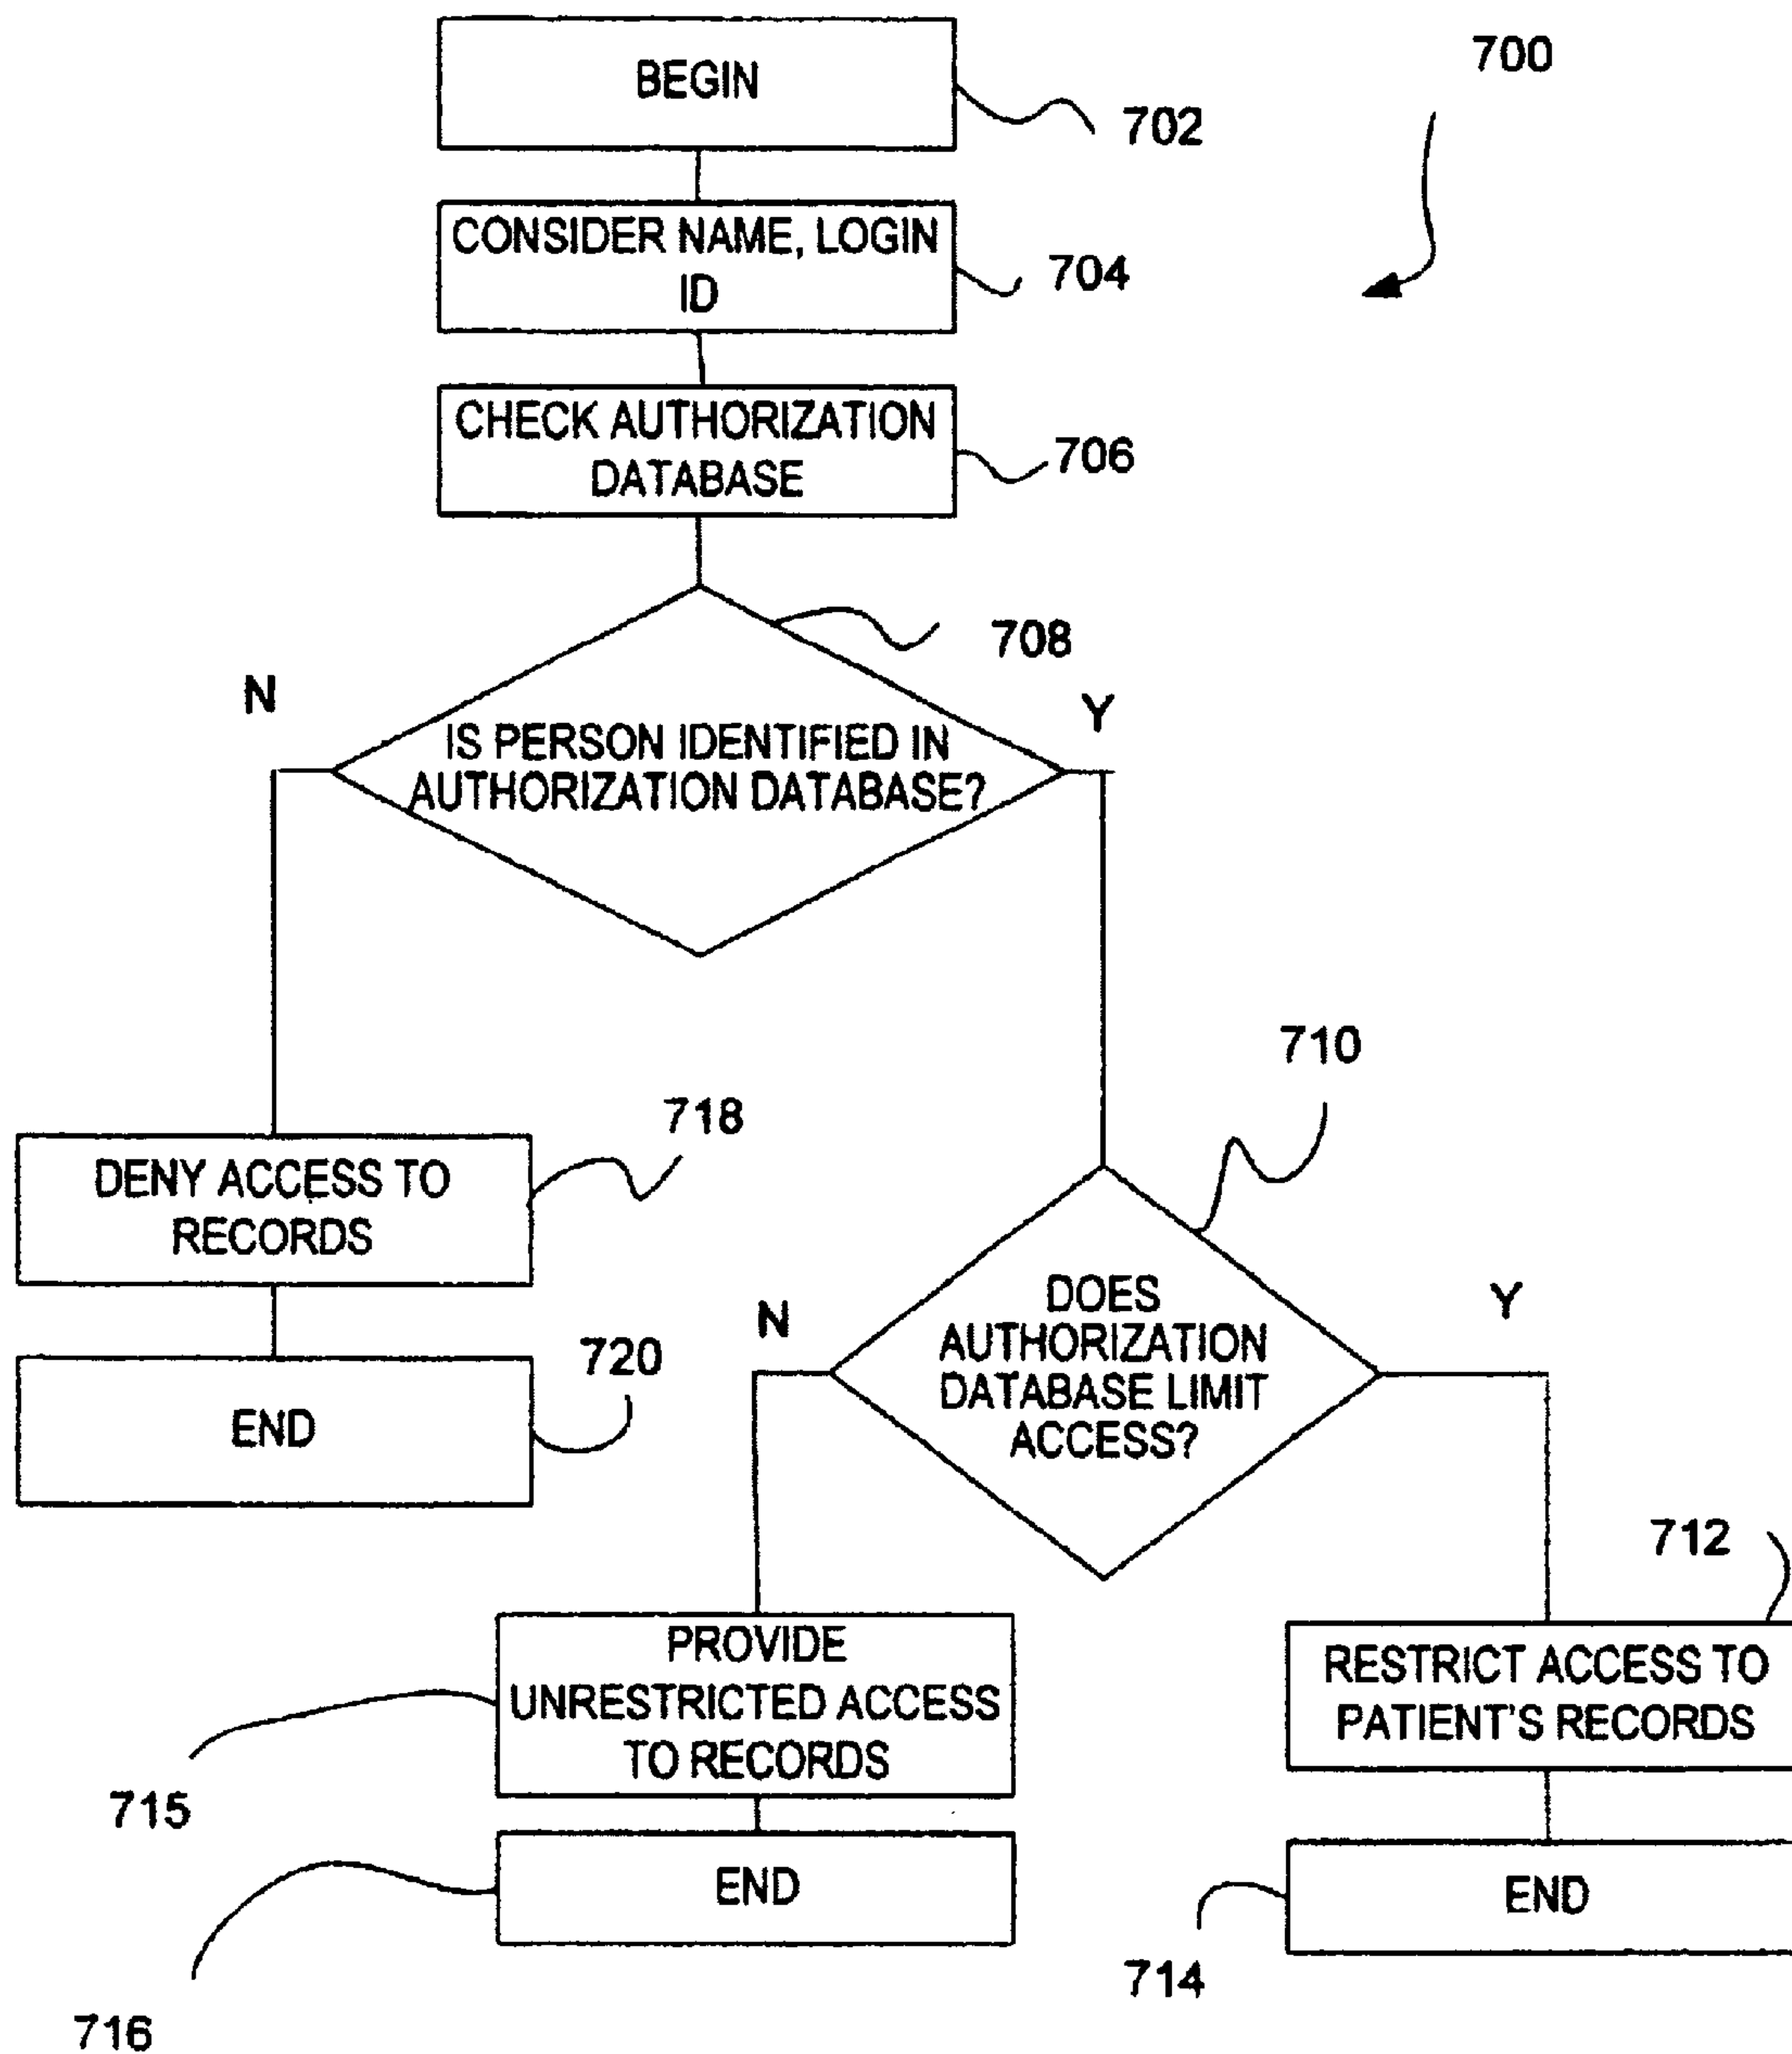 BEGIN
700
702
CONSIDER NAME, LOGIN
ID
704
CHECK AUTHORIZATION
DATABASE
706
708
N
Y
IS PERSON IDENTIFIED IN
AUTHORIZATION DATABASE?
710
718
DENY ACCESS TO
RECORDS
N
Y
DOES
AUTHORIZATION
DATABASE LIMIT
ACCESS?
720
END
712
PROVIDE
UNRESTRICTED ACCESS
TO RECORDS
RESTRICT ACCESS TO
PATIENT'S RECORDS
715
END
END
714
716